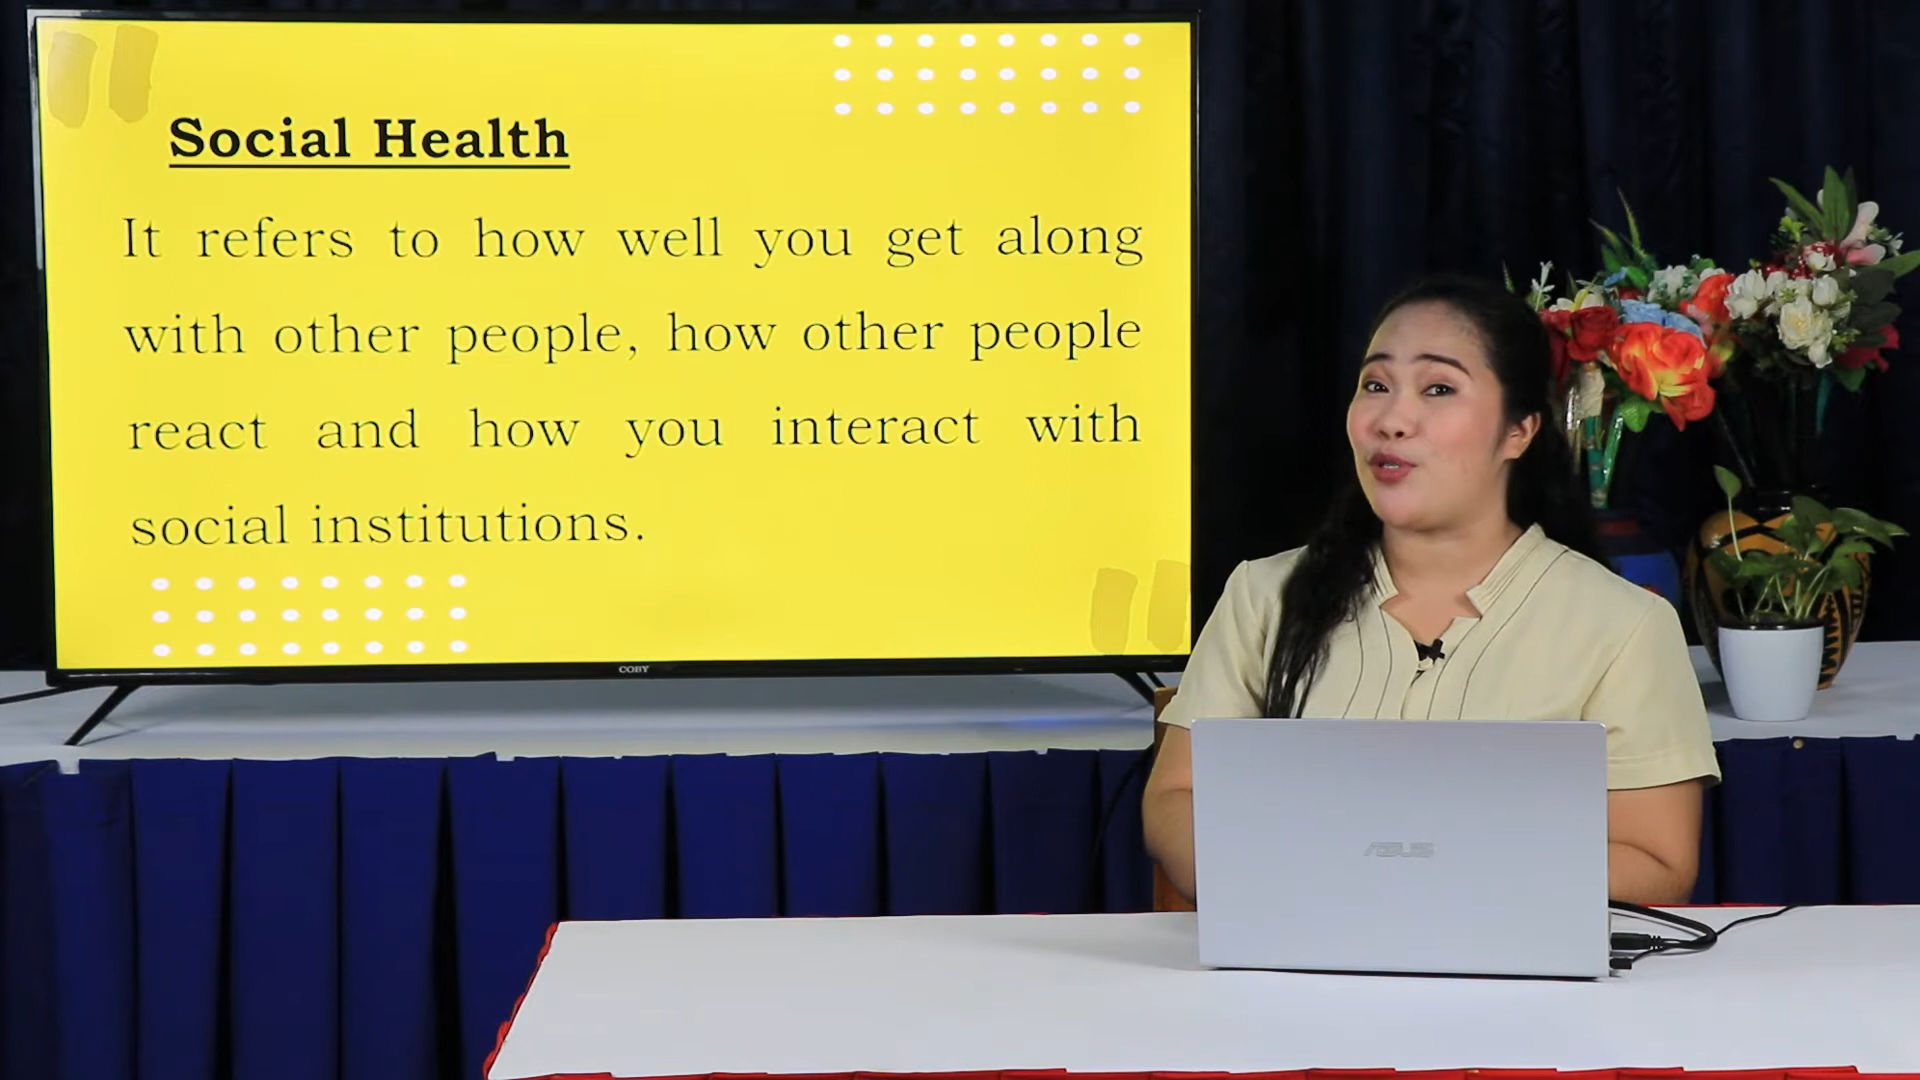 Social Health
It refers to how well you get along
with other people, how other people
react and how you interact with
social institutions.
COBY
ASUS